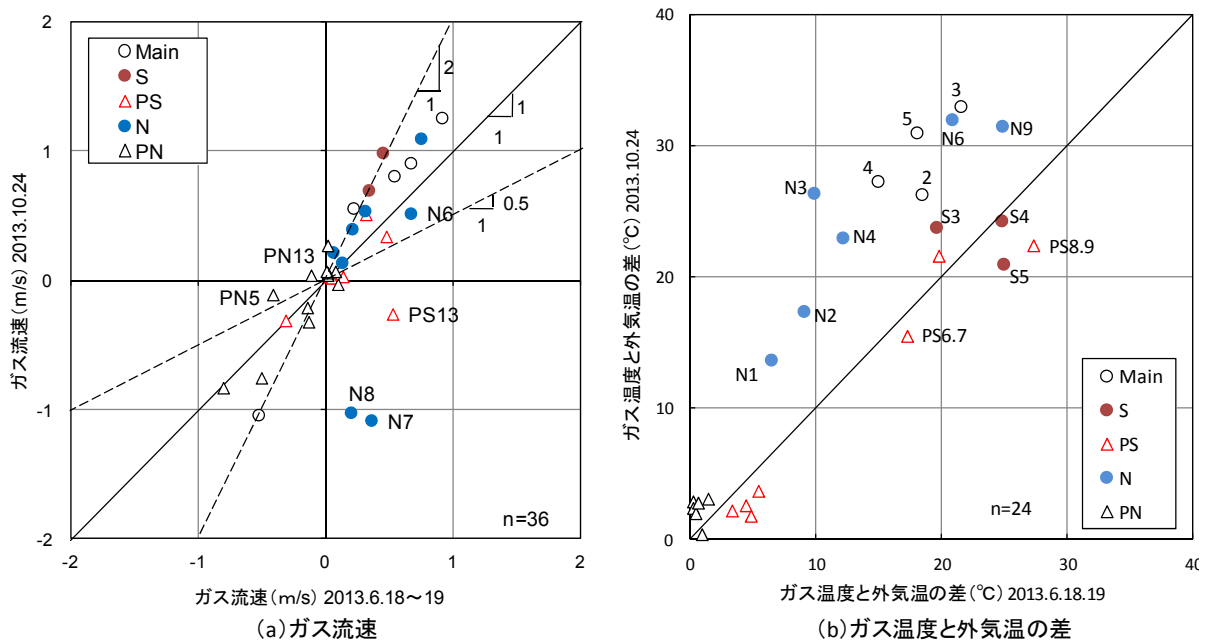 2
1
0
-1
-2
-2
-1
0
1
2
ガス流速(m/s) 2013.10.24
Main
S
PS
N
PN
2
1
1
1
0.5
1
N6
PN13
PN5
PS13
N8
N7
n=36
ガス流速(m/s) 2013.6.18～19
(a)ガス流速
40
30
20
10
0
0
10
20
30
40
ガス温度と外気温の差(℃) 2013.10.24
3
5
N6
N9
4
2
N3
S3
S4
N4
PS8.9
S5
N2
PS6.7
N1
Main
S
PS
N
PN
n=24
ガス温度と外気温の差(℃) 2013.6.18.19
(b)ガス温度と外気温の差